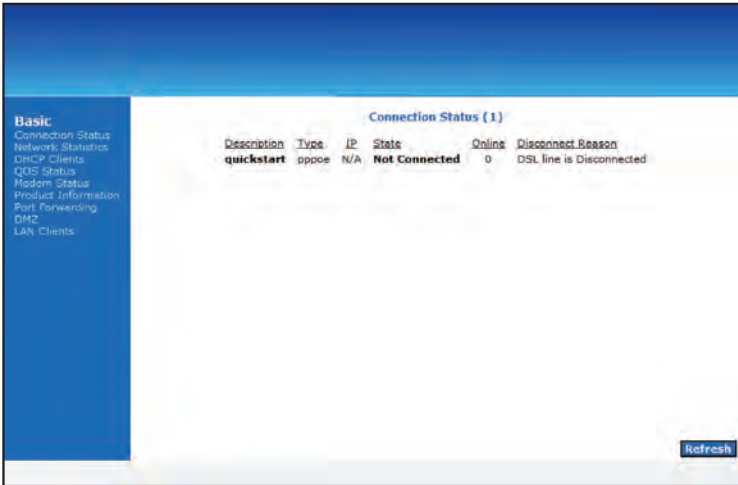 Basic
Connection Status
Network Statistics
DHCP Clients
QOS Status
Modem Status
Product Information
Port Forwarding
DMZ
LAN Clients
Connection Status (1)
Description Type IP State Online Disconnect Reason
quickstart pppoe N/A Not Connected 0 DSL line is Disconnected
Refresh